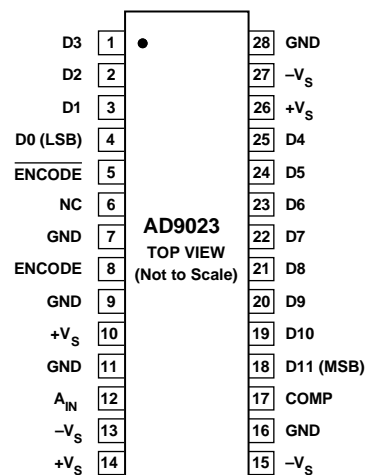 D3 1 28 GND
D2 2 27 –VS
D1 3 26 +VS
D0 (LSB) 4 25 D4
ENCODE 5 24 D5
NC 6 23 D6
GND 7 22 D7
ENCODE 8 21 D8
GND 9 20 D9
+VS 10 19 D10
GND 11 18 D11 (MSB)
AIN 12 17 COMP
–VS 13 16 GND
+VS 14 15 –VS
AD9023
TOP VIEW
(Not to Scale)